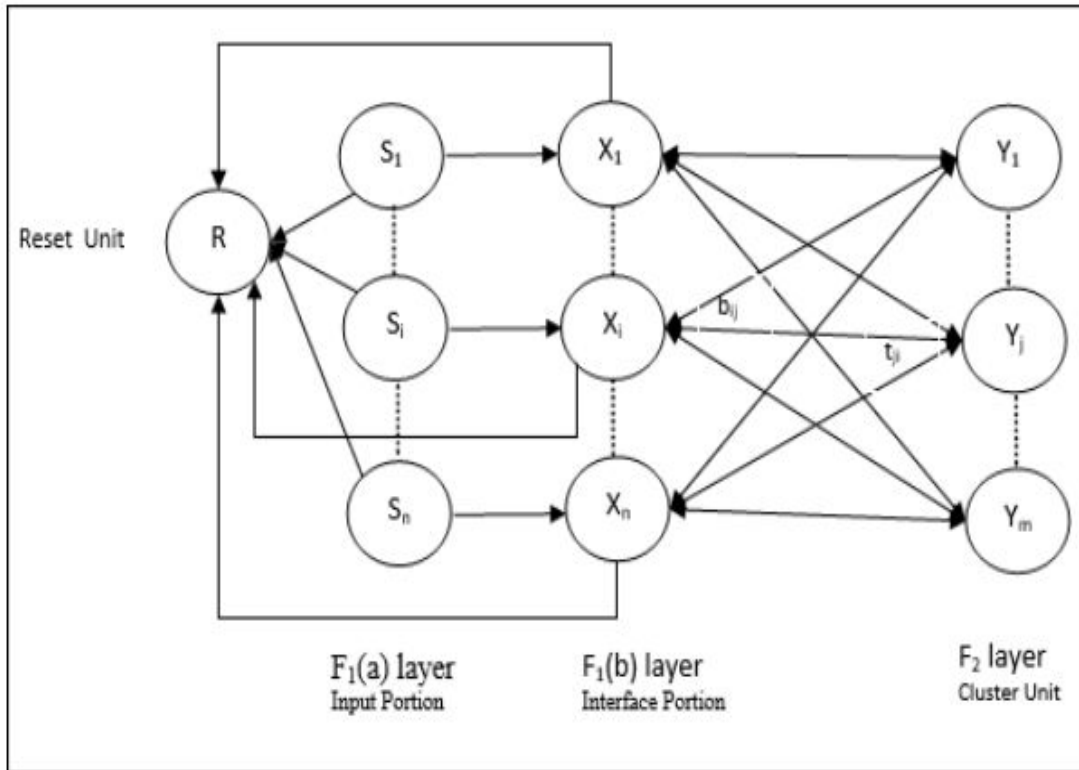 S₁
X₁
Y₁
Reset Unit
R
Sᵢ
Xᵢ
bᵢⱼ
tⱼᵢ
Yⱼ
Sₙ
Xₙ
Yₘ
F₁(a) layer
Input Portion
F₁(b) layer
Interface Portion
F₂ layer
Cluster Unit